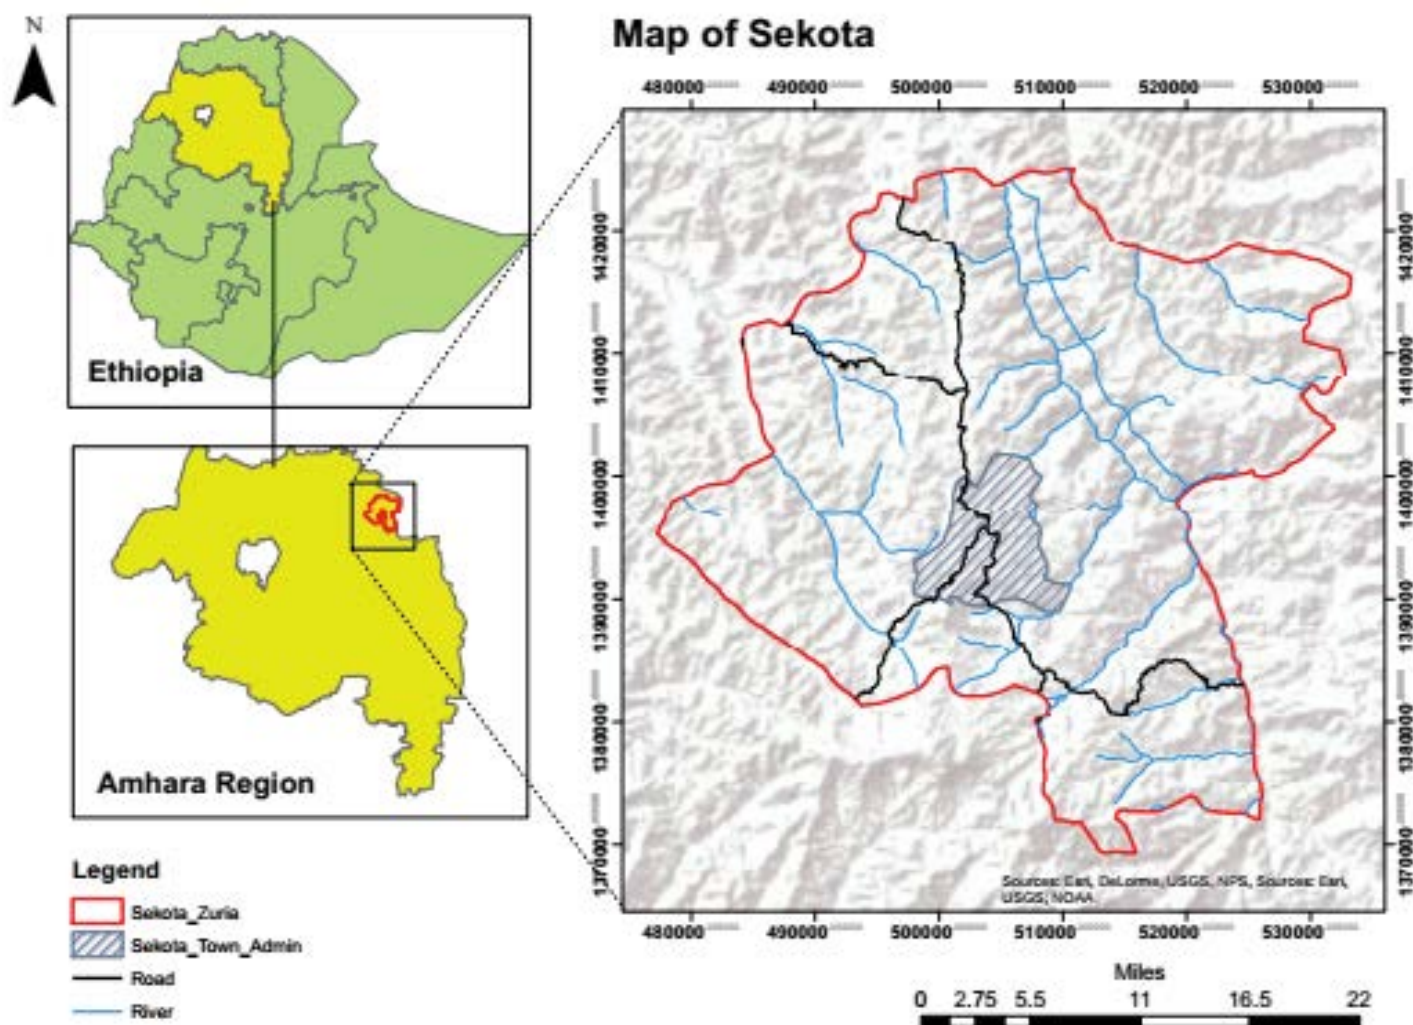 N
Map of Sekota
480000 490000 500000 510000 520000 530000
Ethiopia
1420000 1420000
1410000 1410000
1400000 1400000
1390000 1390000
1380000 1380000
1370000 1370000
Amhara Region
Sources: Esri, DeLorme, USGS, NPS, Sources: Esri,
USGS, NOAA
480000 490000 500000 510000 520000 530000
Legend
Sekota_Zuria
Sekota_Town_Admin
Road
River
Miles
0 2.75 5.5 11 16.5 22